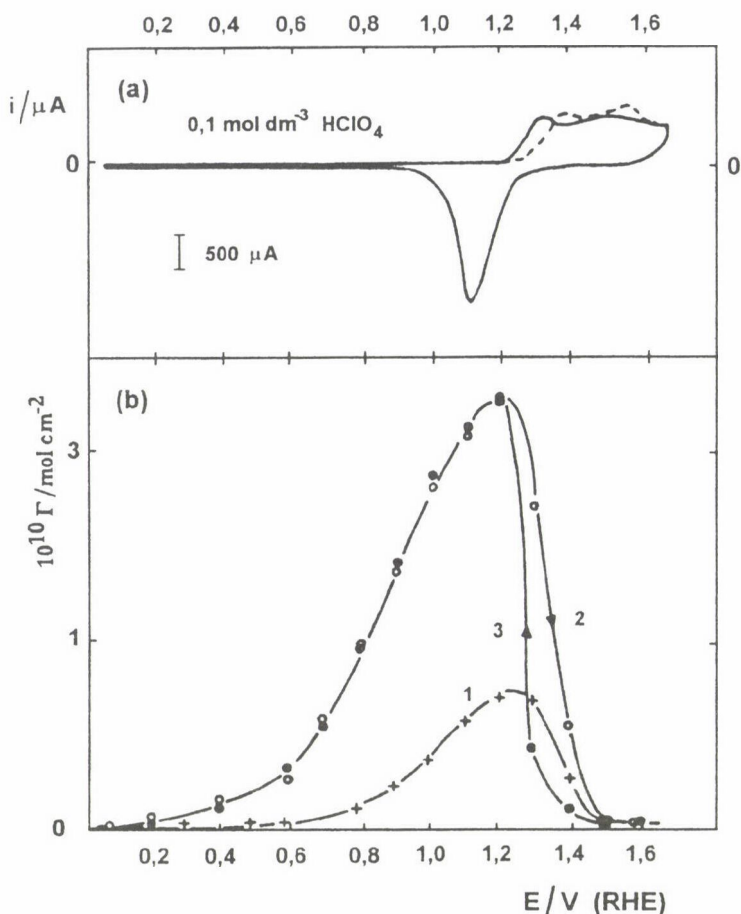 0,2 0,4 0,6 0,8 1,0 1,2 1,4 1,6
(a)
i/μA
0,1 mol dm⁻³ HClO₄
0 0
500 μA
(b)
10¹⁰ Γ/mol cm⁻²
3
1
0
1
2
3
0,2 0,4 0,6 0,8 1,0 1,2 1,4 1,6
E/V (RHE)